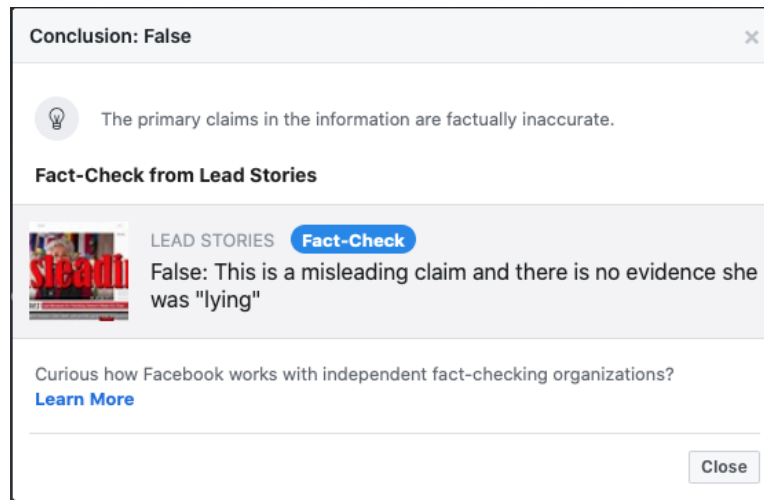 Conclusion: False
×
The primary claims in the information are factually inaccurate.
Fact-Check from Lead Stories
LEAD STORIES Fact-Check
False: This is a misleading claim and there is no evidence she
was "lying"
sleadi
Curious how Facebook works with independent fact-checking organizations?
Learn More
Close